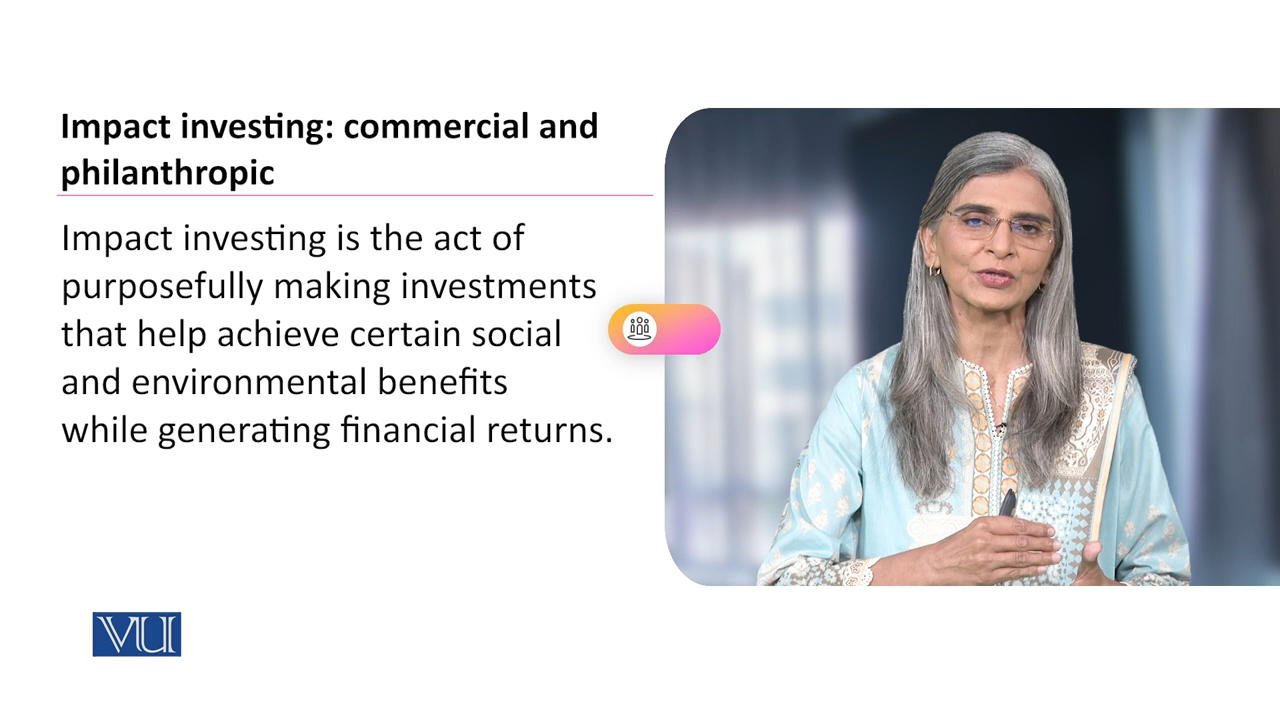 Impact investing: commercial and
philanthropic
Impact investing is the act of
purposefully making investments
that help achieve certain social
and environmental benefits
while generating financial returns.
VU